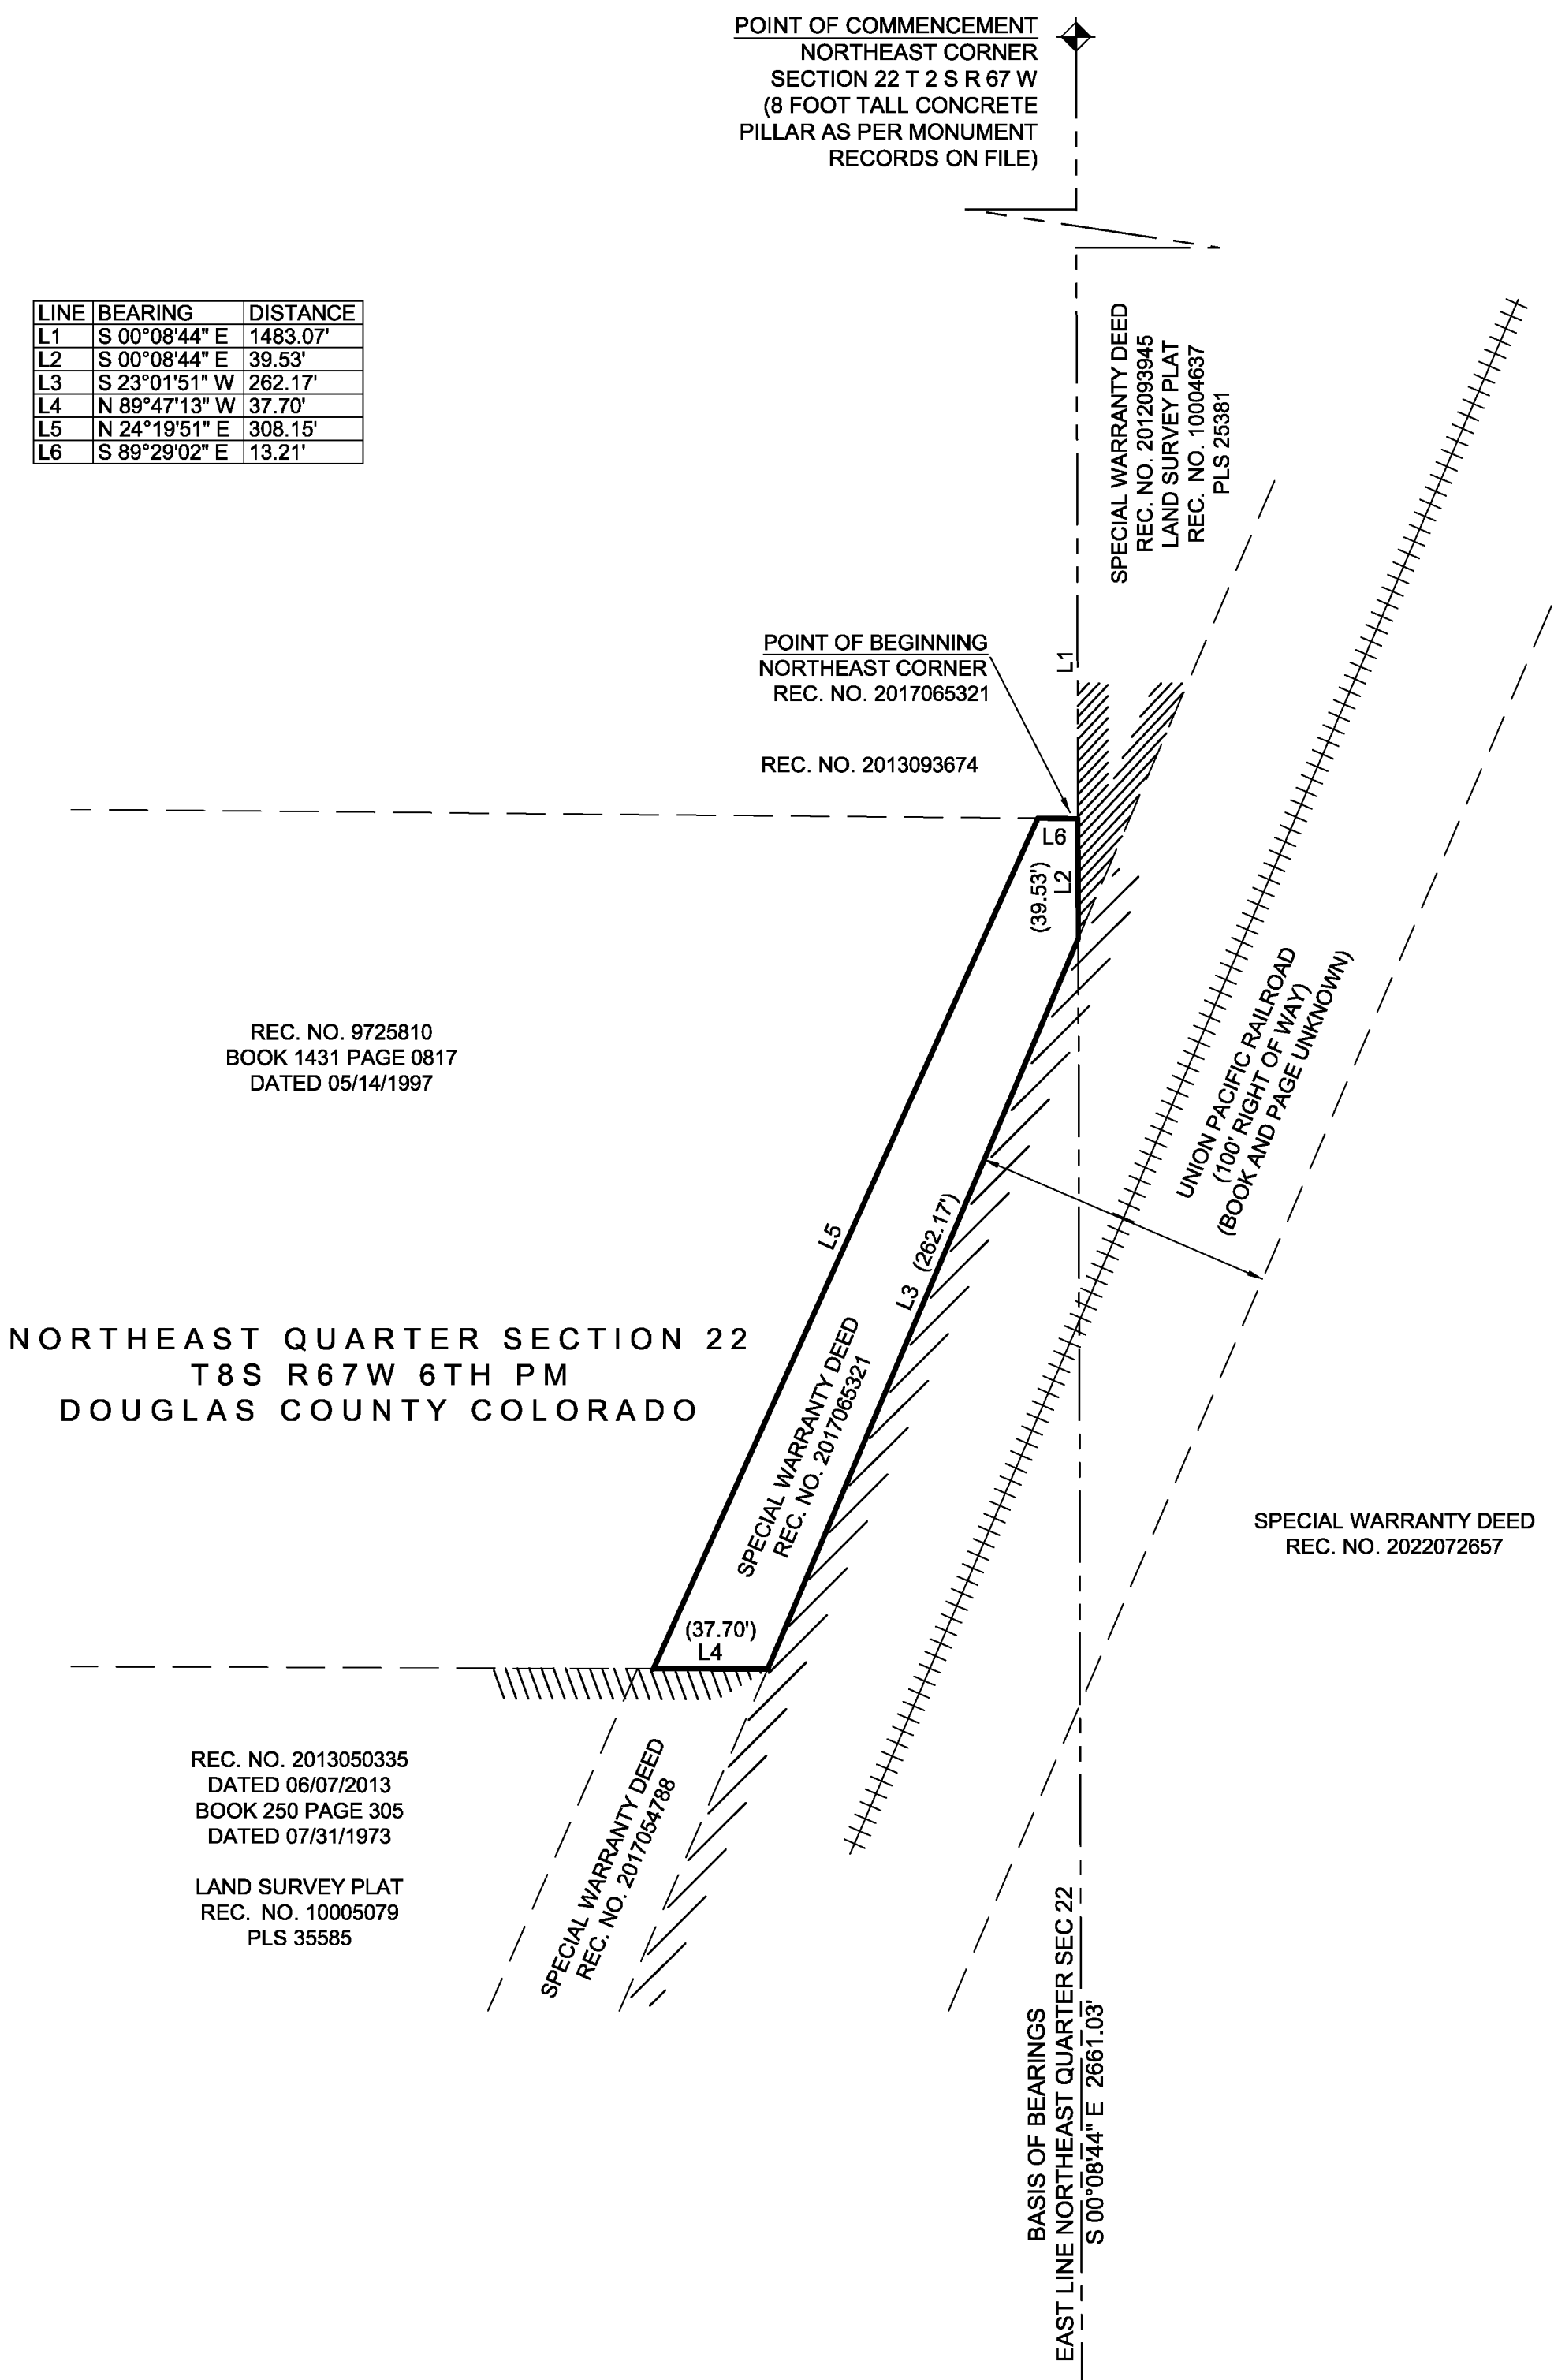 POINT OF COMMENCEMENT
NORTHEAST CORNER
SECTION 22 T 2 S R 67 W
(8 FOOT TALL CONCRETE
PILLAR AS PER MONUMENT
RECORDS ON FILE)
LINE BEARING DISTANCE
L1 S 00°08'44" E 1483.07'
L2 S 00°08'44" E 39.53'
L3 S 23°01'51" W 262.17'
L4 N 89°47'13" W 37.70'
L5 N 24°19'51" E 308.15'
L6 S 89°29'02" E 13.21'
SPECIAL WARRANTY DEED
REC. NO. 2012093945
LAND SURVEY PLAT
REC. NO. 10004637
PLS 25381
POINT OF BEGINNING
NORTHEAST CORNER
REC. NO. 2017065321
L1
REC. NO. 2013093674
L6
(39.53')
L2
UNION PACIFIC RAILROAD
(100' RIGHT OF WAY)
(BOOK AND PAGE UNKNOWN)
REC. NO. 9725810
BOOK 1431 PAGE 0817
DATED 05/14/1997
L5
L3 (262.17')
NORTHEAST QUARTER SECTION 22
T8S R67W 6TH PM
DOUGLAS COUNTY COLORADO
SPECIAL WARRANTY DEED
REC. NO. 2017065321
SPECIAL WARRANTY DEED
REC. NO. 2022072657
(37.70')
L4
REC. NO. 2013050335
DATED 06/07/2013
BOOK 250 PAGE 305
DATED 07/31/1973
LAND SURVEY PLAT
REC. NO. 10005079
PLS 35585
SPECIAL WARRANTY DEED
REC. NO. 2017054788
BASIS OF BEARINGS
EAST LINE NORTHEAST QUARTER SEC 22
S 00°08'44" E 2661.03'